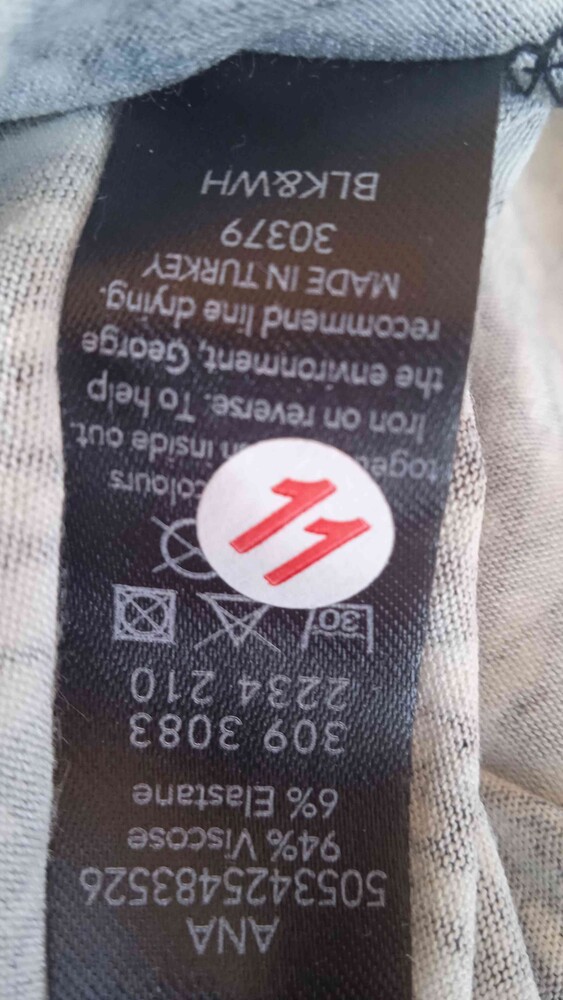 ANA
5053425483526
94% Viscose
6% Elastane
309 3083
2234 210
30
11
colours
inside out.
Iron on reverse. To help
the environment, George
recommend line drying.
MADE IN TURKEY
30379
BLK&WH